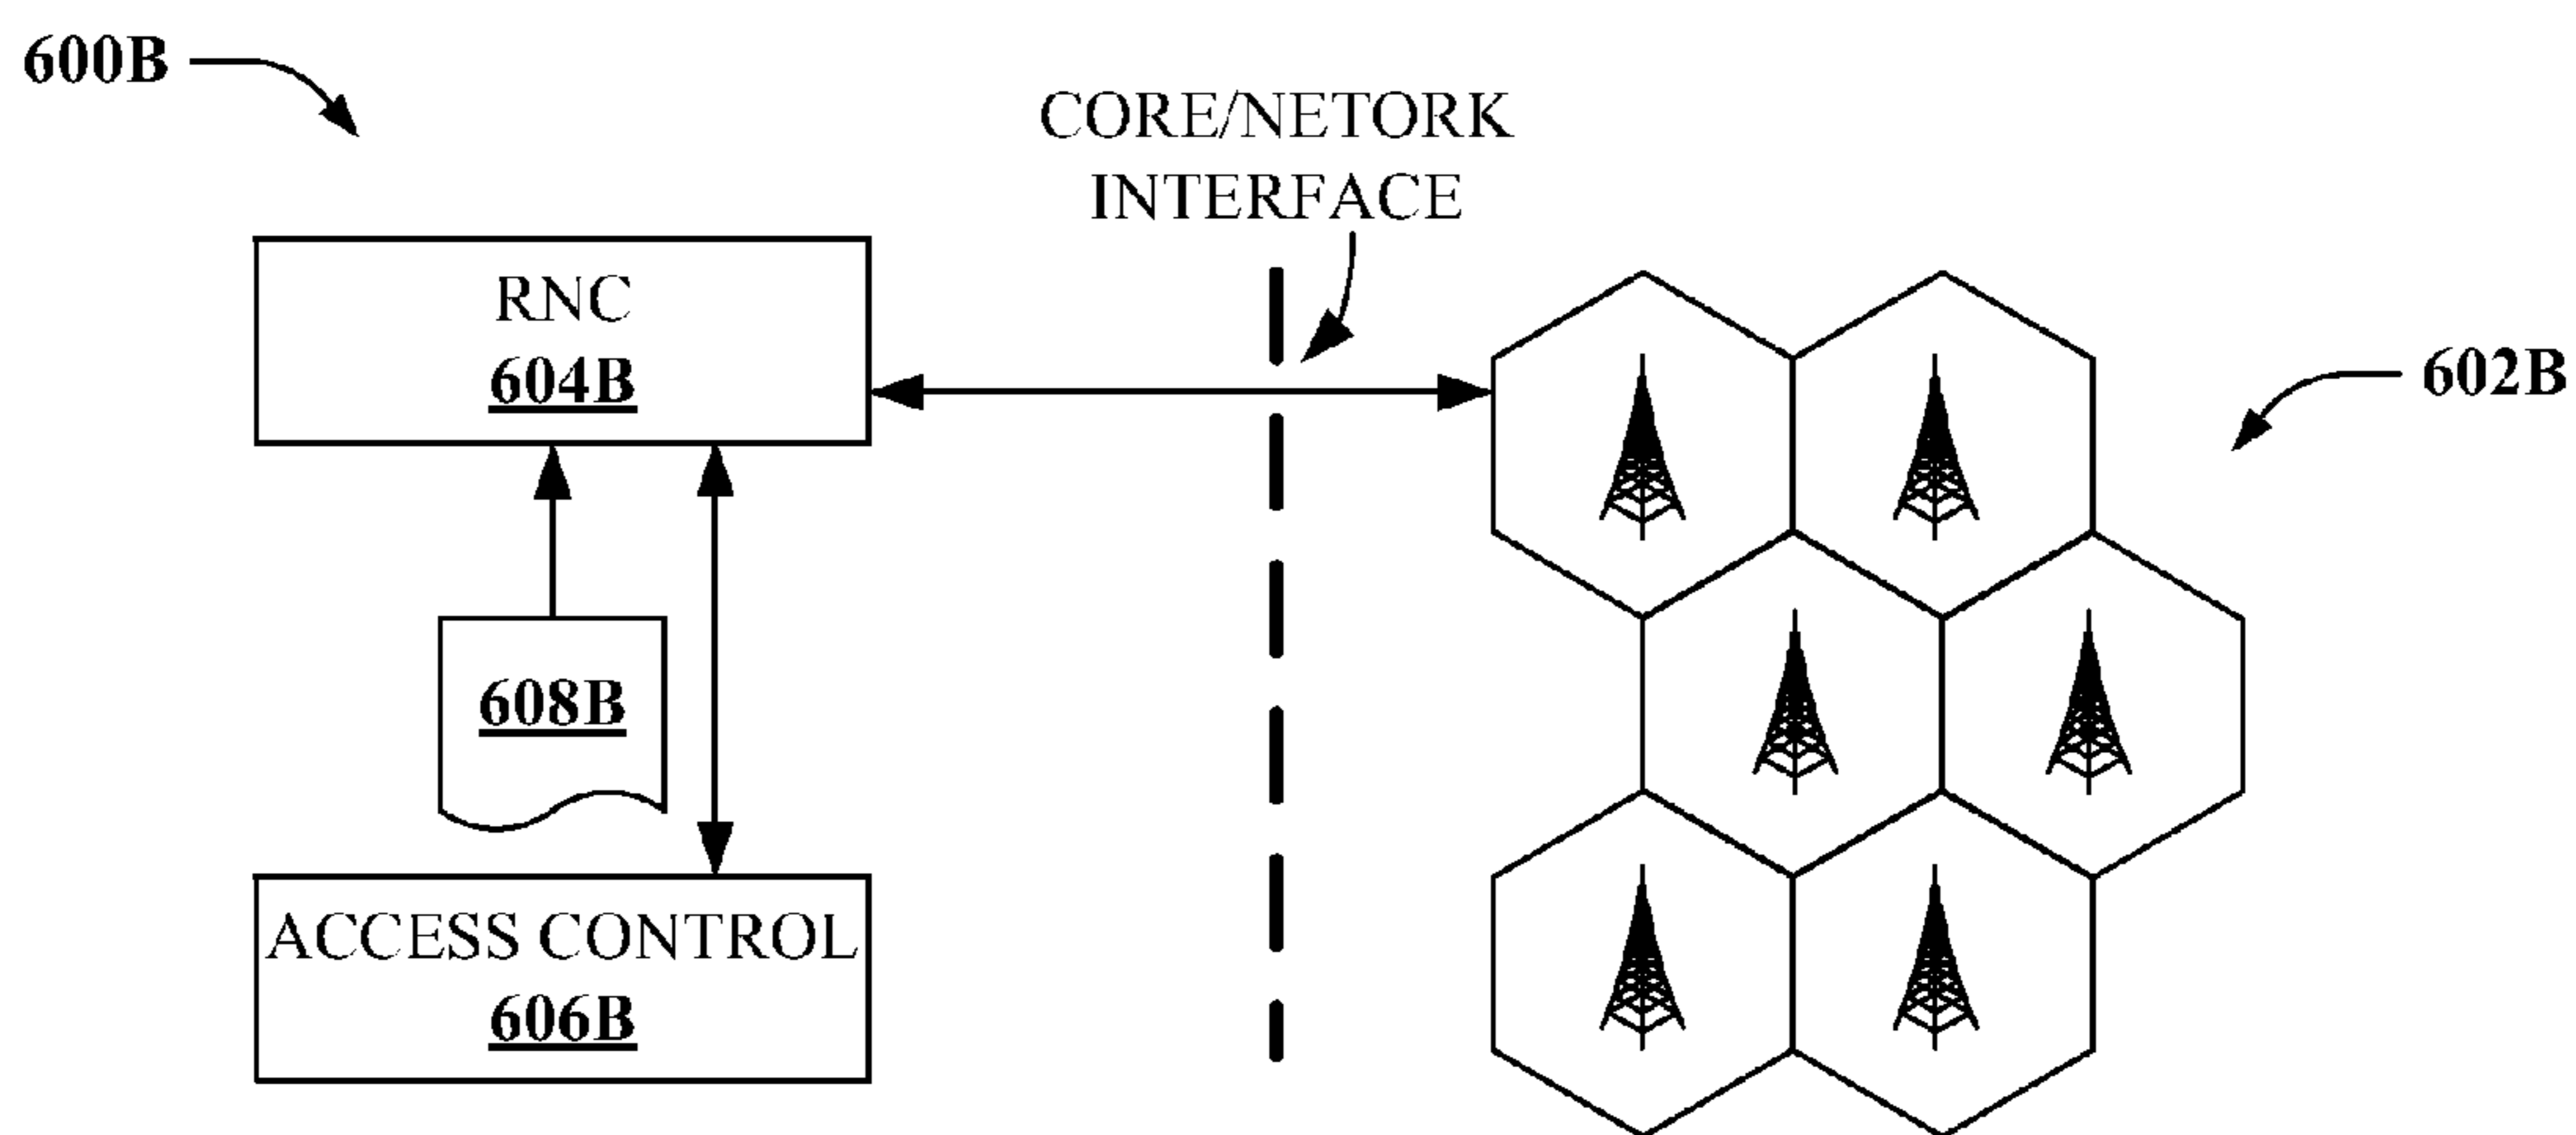 600B
CORE/NETORK
INTERFACE
RNC
604B
602B
608B
ACCESS CONTROL
606B